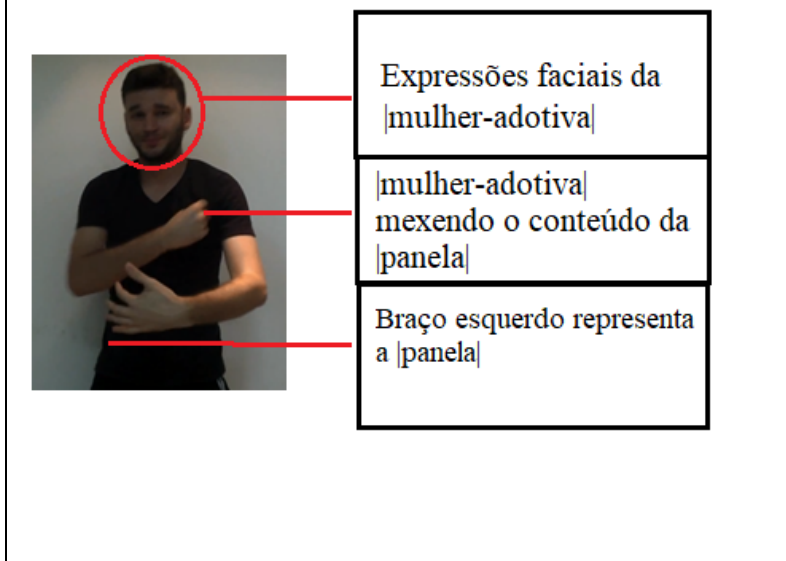 Expressões faciais da
|mulher-adotiva|
|mulher-adotiva|
mexendo o conteúdo da
|panela|
Braço esquerdo representa
a |panela|